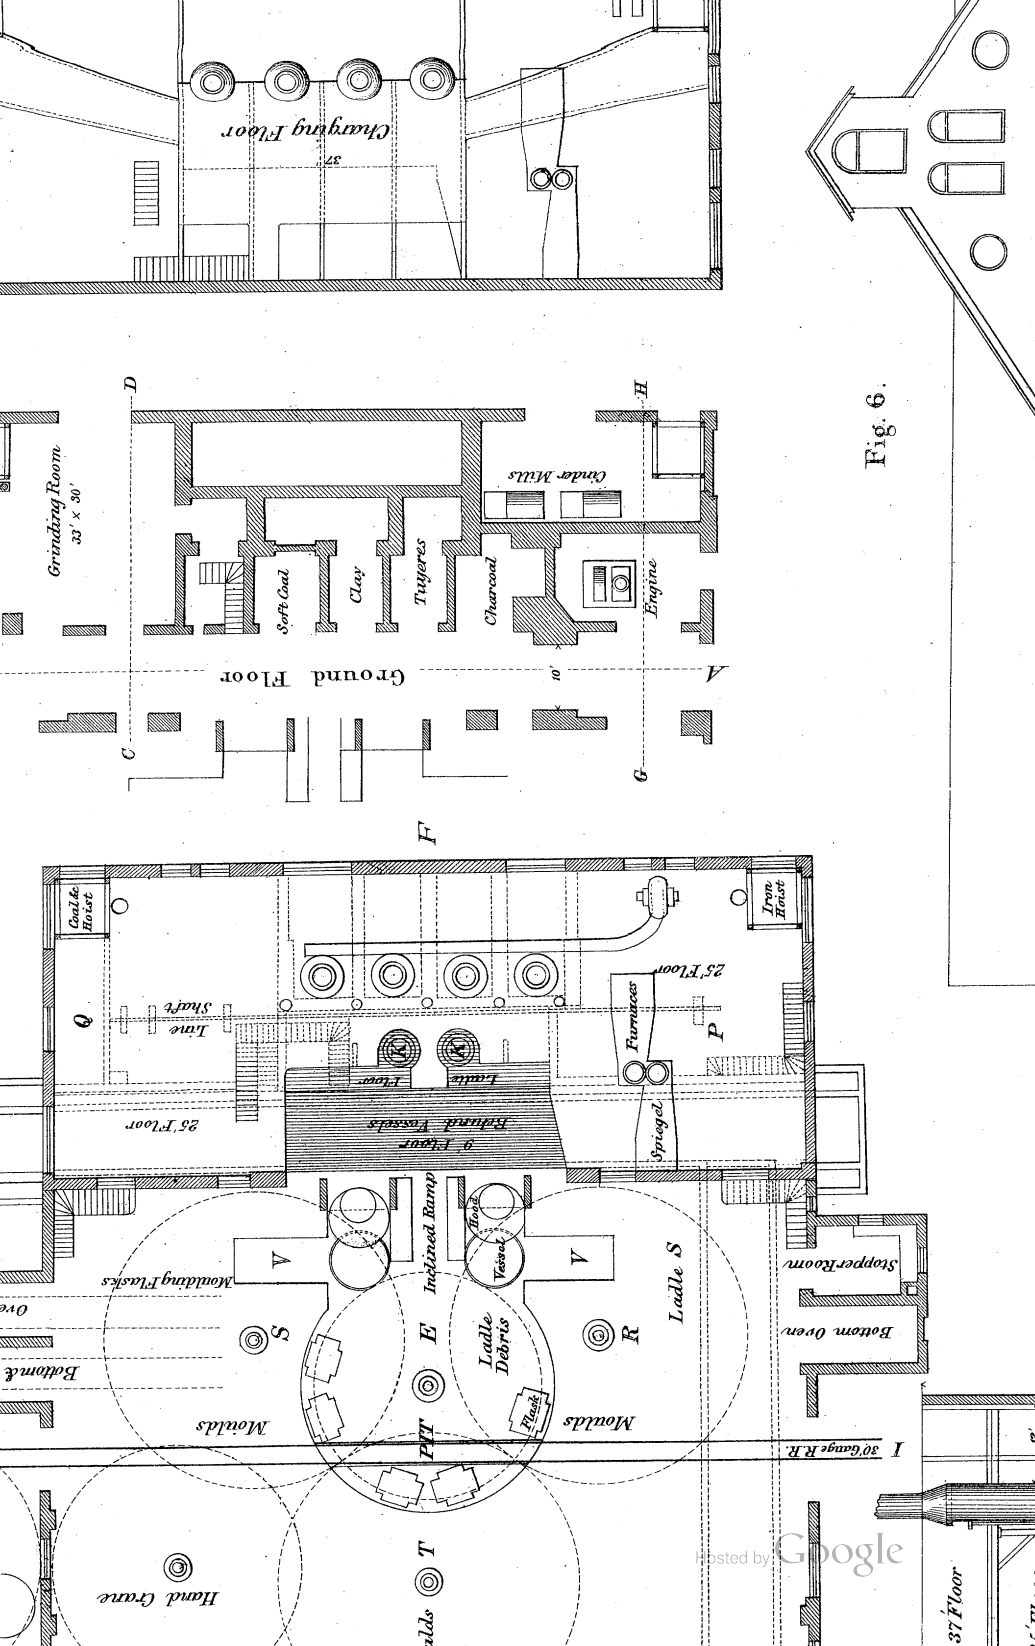 Charging Floor
37
D
H
Fig. 6.
Grinding Room
33' × 30'
Cinder Mills
Soft Coal
Clay
Tuyeres
Charcoal
Engine
Ground Floor
10'
A
C
G
F
Coal &c
Hoist
Iron
Hoist
25' Floor
Q
Line
Shaft
K
K
Furnaces
P
Ladle
Floor
25' Floor
Behind Vessels
9' Floor
Spiegel
Inclined Ramp
Hood
Vessel
V
V
Moulding Flasks
Ladle S
Stopper Room
S
E
Ladle
Debris
R
Bottom Oven
Bottom &
Moulds
PIT
Flask
Moulds
30' Gauge R.R.
I
Hosted by Google
Hand Crane
T
37' Floor